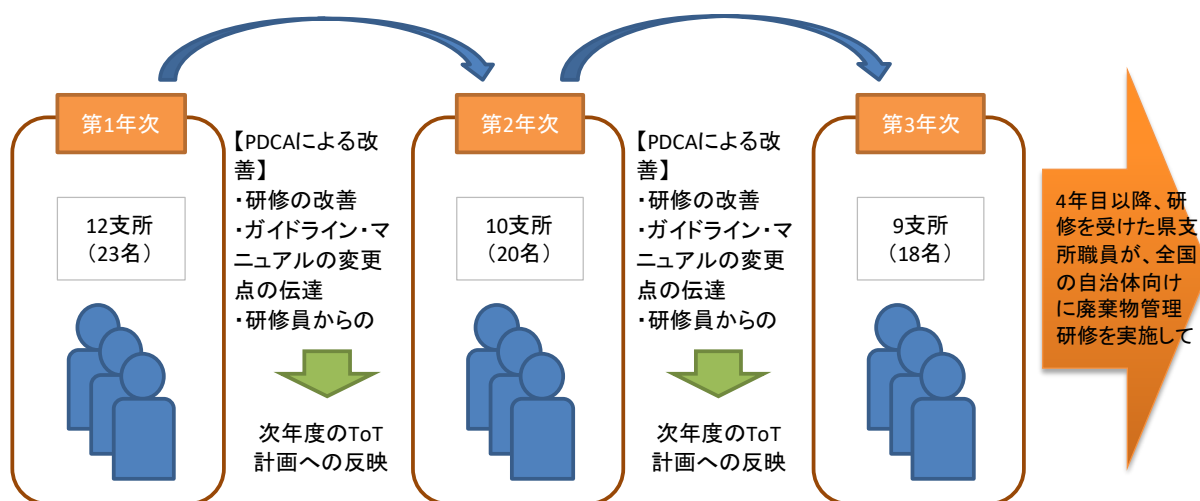 第1年次
12支所
（23名）
【PDCAによる改
善】
・研修の改善
・ガイドライン・マ
ニュアルの変更
点の伝達
・研修員からの
次年度のToT
計画への反映
第2年次
10支所
（20名）
【PDCAによる改
善】
・研修の改善
・ガイドライン・マ
ニュアルの変更
点の伝達
・研修員からの
次年度のToT
計画への反映
第3年次
9支所
（18名）
4年目以降、研
修を受けた県支
所職員が、全国
の自治体向け
に廃棄物管理
研修を実施して